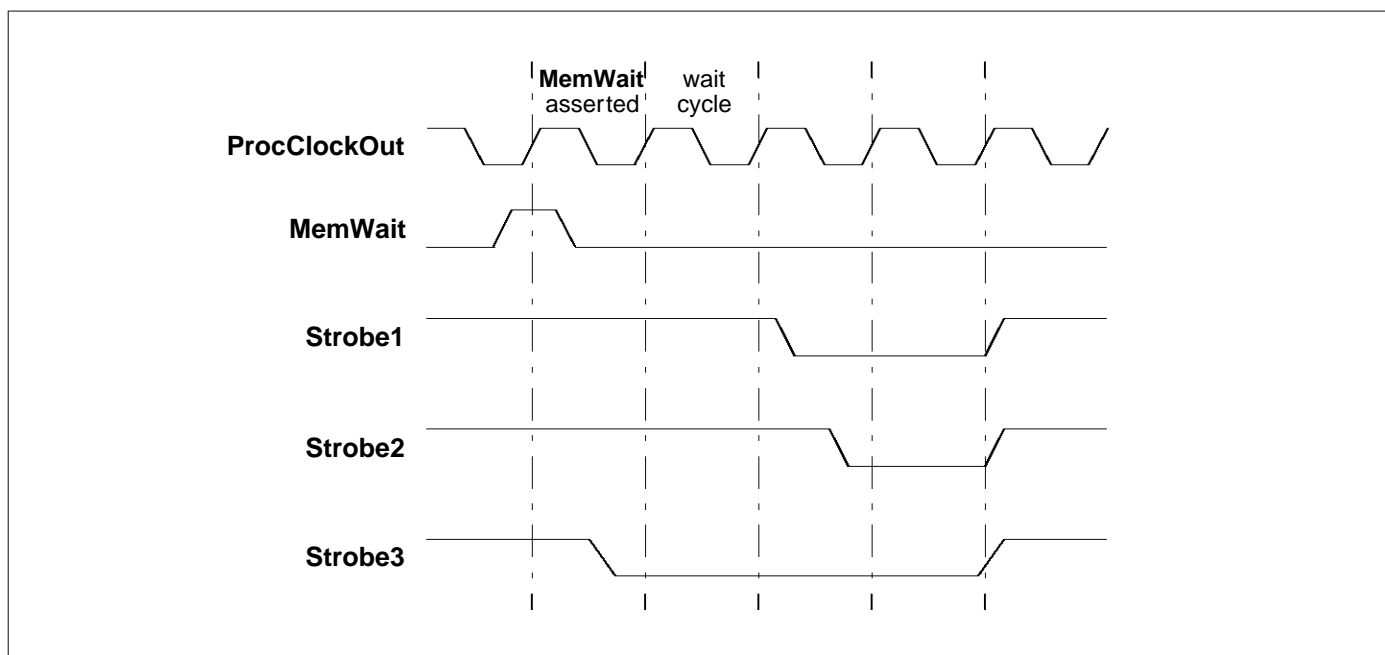 MemWait wait
asserted cycle
ProcClockOut
MemWait
Strobe1
Strobe2
Strobe3